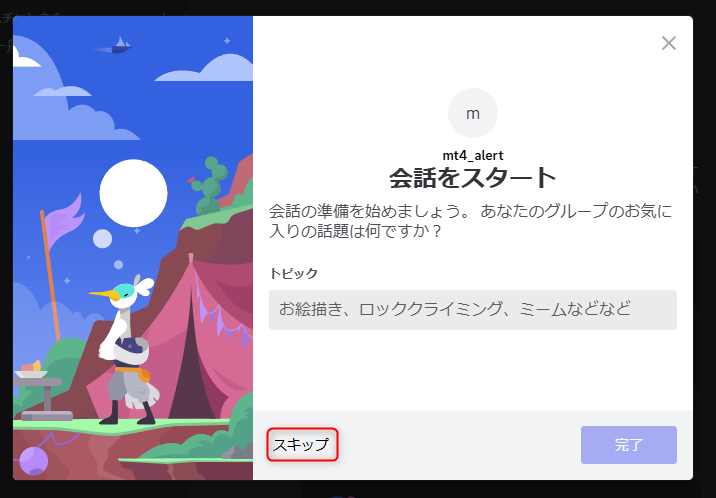 m
mt4_alert
会話をスタート
会話の準備を始めましょう。 あなたのグループのお気に
入りの話題は何ですか？
トピック
お絵描き、ロッククライミング、ミームなどなど
スキップ
完了